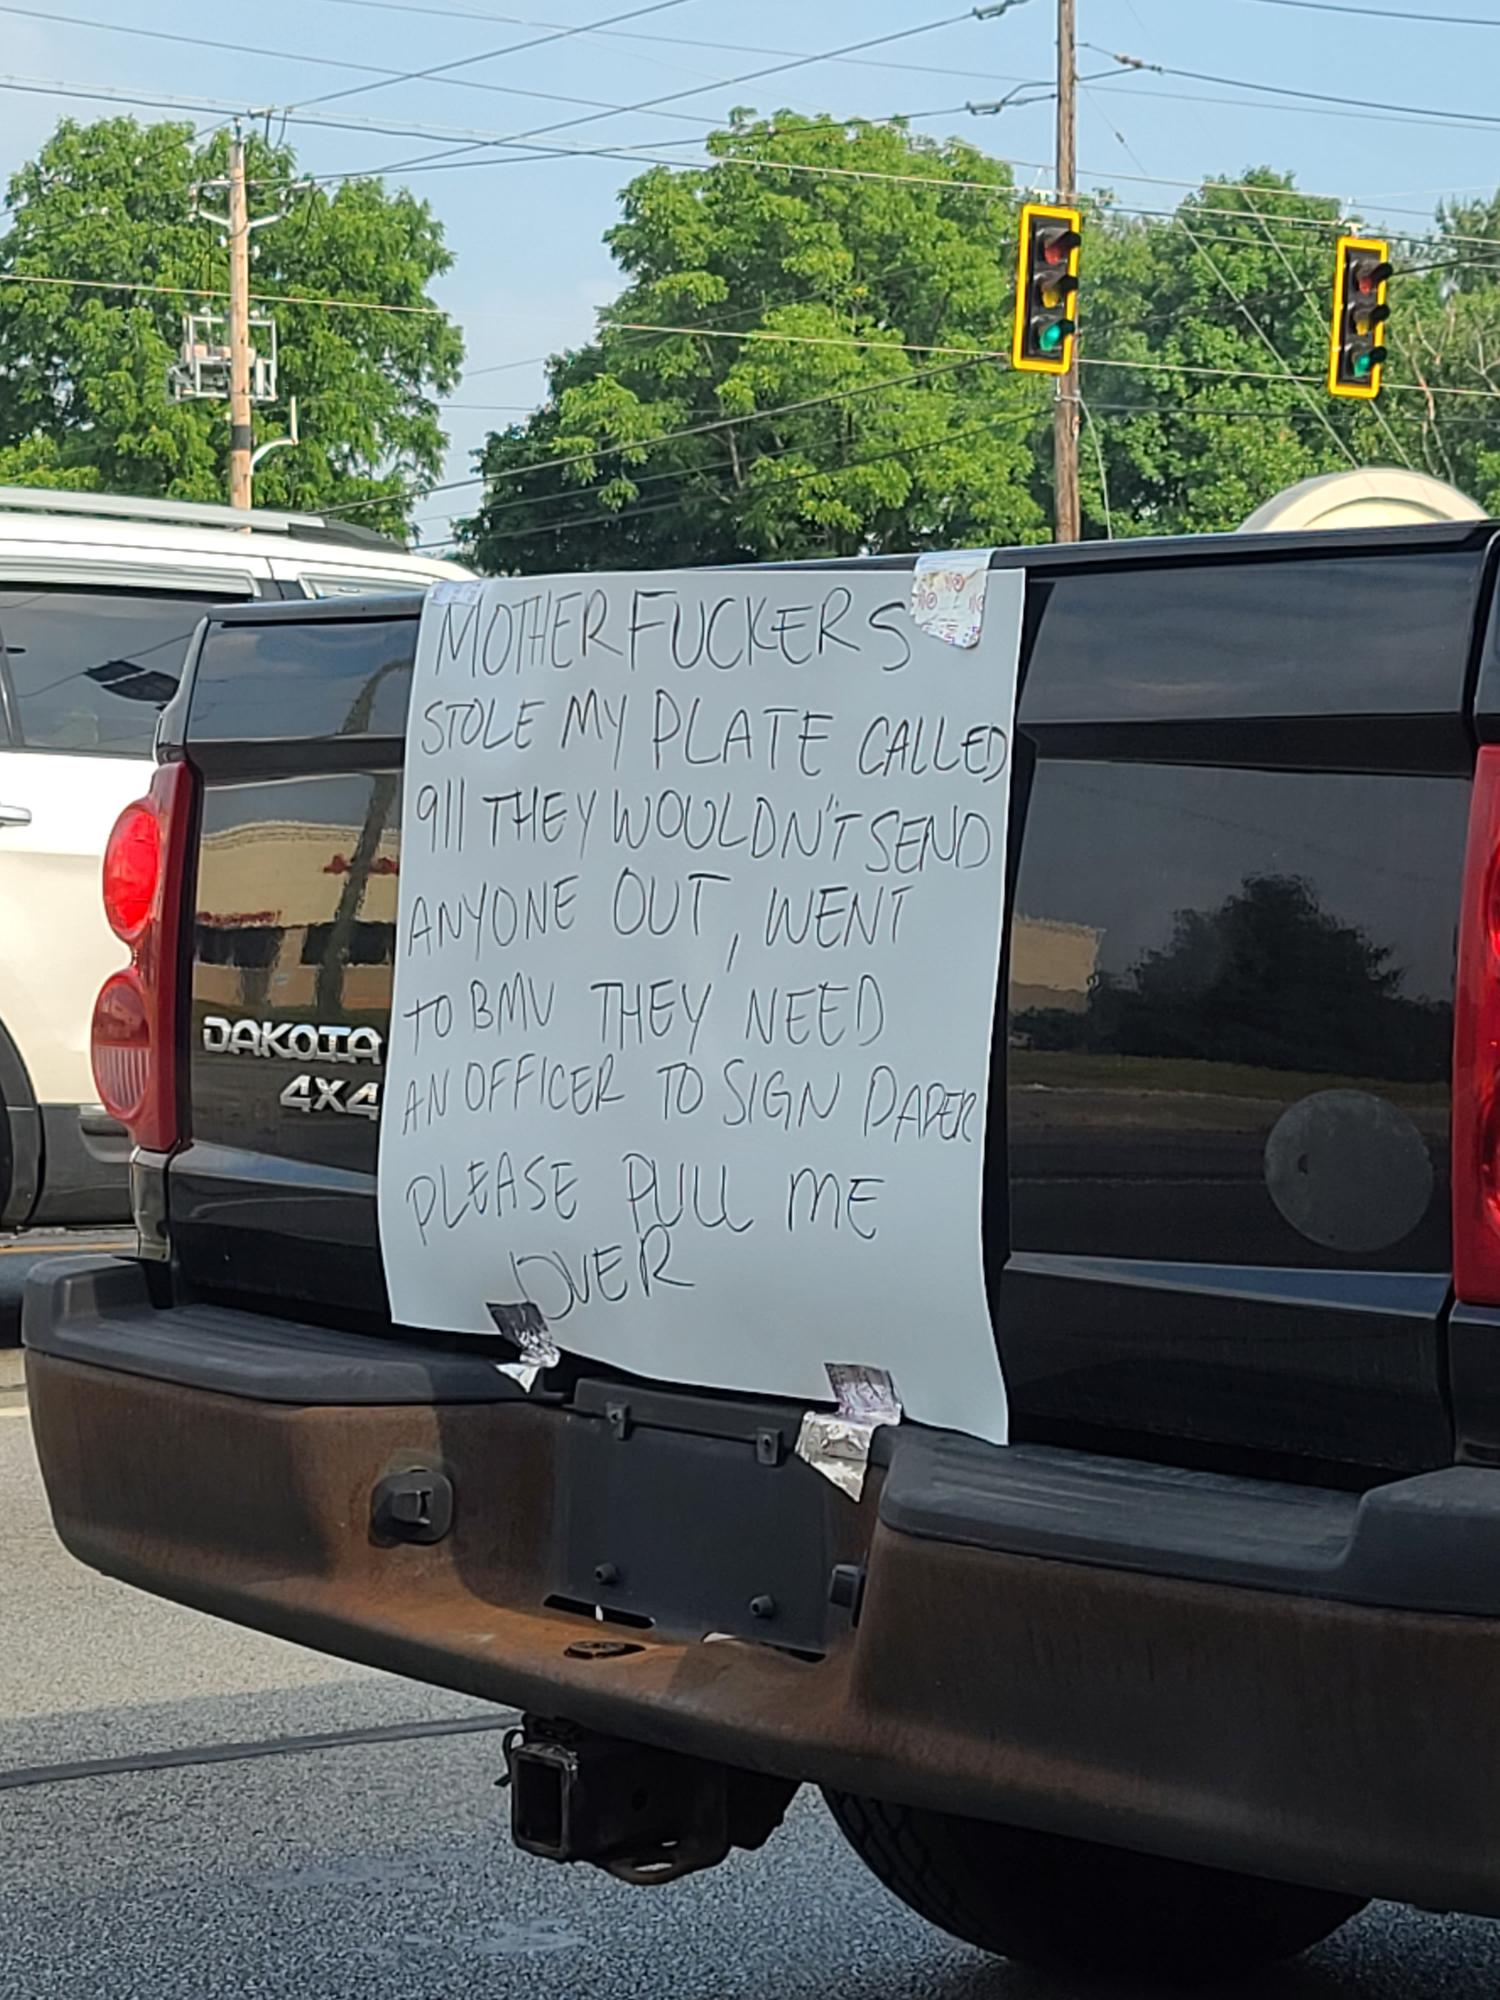 MOTHERFUCKERS
STOLE MY PLATE CALLED
911 THEY WOULDN'T SEND
ANYONE OUT, WENT
TO BMV THEY NEED
AN OFFICER TO SIGN PAPER
PLEASE PULL ME
OVER
DAKOTA
4X4